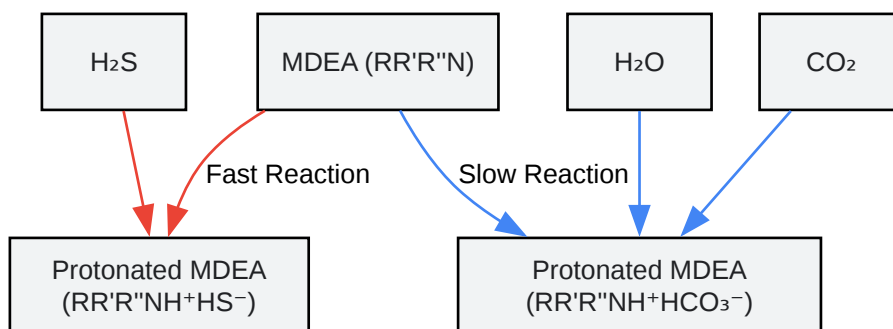 H₂S
MDEA (RR'R"N)
H₂O
CO₂
Fast Reaction
Slow Reaction
Protonated MDEA
(RR'R"NH⁺HS⁻)
Protonated MDEA
(RR'R"NH⁺HCO₃⁻)